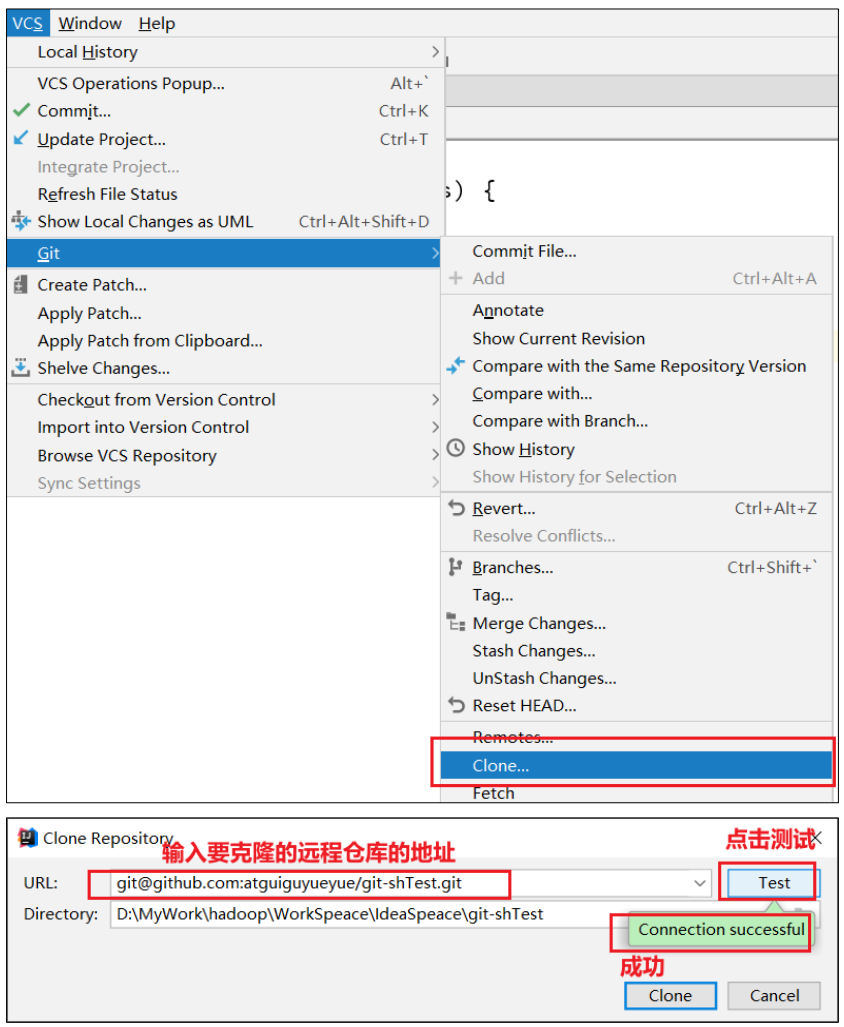 VCS Window Help
Local History
VCS Operations Popup... Alt+`
Commit... Ctrl+K
Update Project... Ctrl+T
Integrate Project...
Refresh File Status
s) {
Show Local Changes as UML Ctrl+Alt+Shift+D
Git
Create Patch...
Apply Patch...
Apply Patch from Clipboard...
Shelve Changes...
Checkout from Version Control
Import into Version Control
Browse VCS Repository
Sync Settings
Commit File...
Add Ctrl+Alt+A
Annotate
Show Current Revision
Compare with the Same Repository Version
Compare with...
Compare with Branch...
Show History
Show History for Selection
Revert... Ctrl+Alt+Z
Resolve Conflicts...
Branches... Ctrl+Shift+`
Tag...
Merge Changes...
Stash Changes...
UnStash Changes...
Reset HEAD...
Remotes...
Clone...
Fetch
Clone Repository
输入要克隆的远程仓库的地址
点击测试
URL: git@github.com:atguiguyueyue/git-shTest.git Test
Directory: D:\MyWork\hadoop\WorkSpeace\IdeaSpeace\git-shTest
Connection successful
成功
Clone Cancel